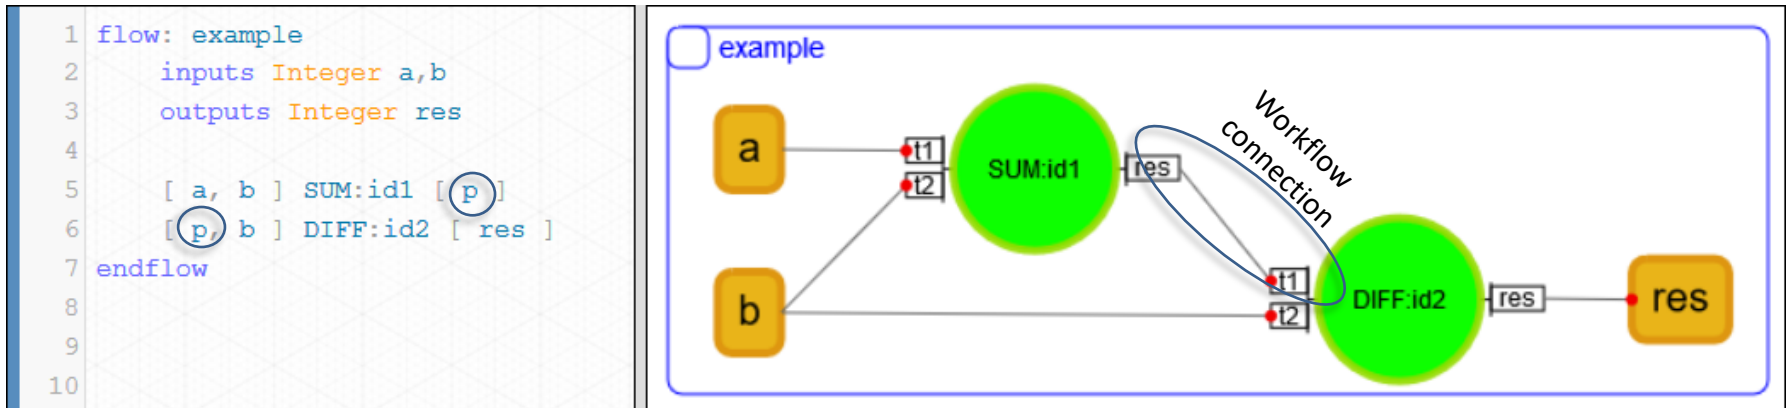 1 flow: example
2 inputs Integer a,b
3 outputs Integer res
4
5 [ a, b ] SUM:id1 [ p ]
6 [ p, b ] DIFF:id2 [ res ]
7 endflow
8
9
10
example
Workflow
connection
a
t1
t2
SUM:id1
res
b
t1
t2
DIFF:id2
res
res